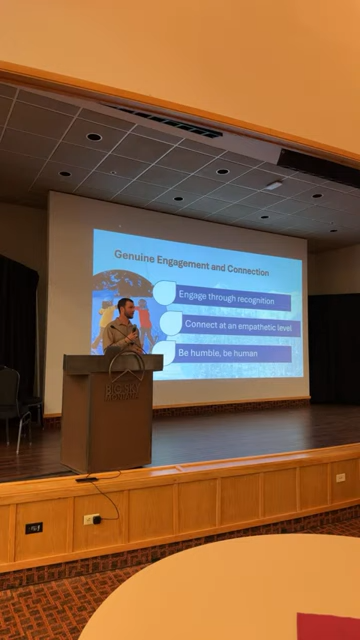 Genuine Engagement and Connection
Engage through recognition
Connect at an empathetic level
Be humble, be human